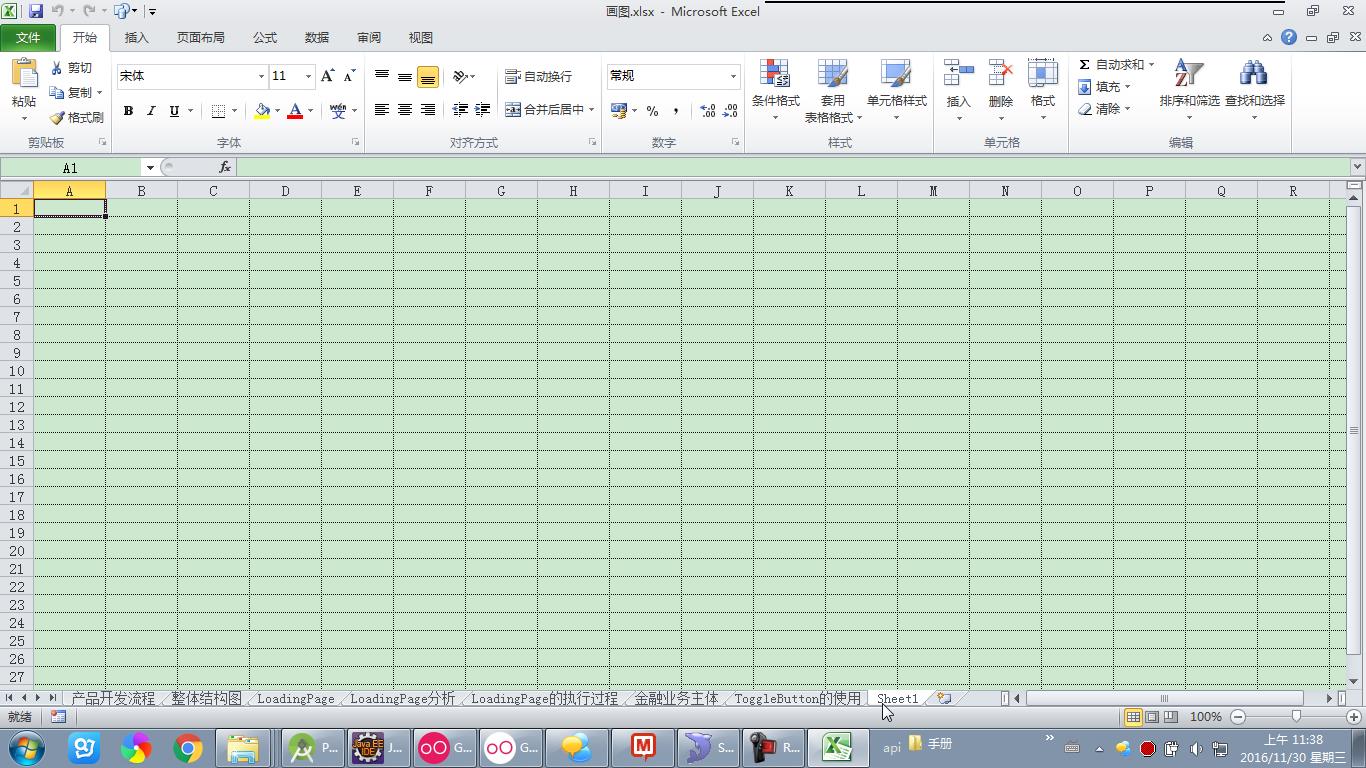 画图.xlsx - Microsoft Excel
文件 开始 插入 页面布局 公式 数据 审阅 视图
粘贴 剪切 复制 格式刷
宋体 11
B I U wén
自动换行
合并后居中
常规
% , .00
条件格式 套用表格格式 单元格样式
插入 删除 格式
Σ 自动求和 填充 清除
排序和筛选 查找和选择
剪贴板 字体 对齐方式 数字 样式 单元格 编辑
A1 fx
A B C D E F G H I J K L M N O P Q R
1
2
3
4
5
6
7
8
9
10
11
12
13
14
15
16
17
18
19
20
21
22
23
24
25
26
27
产品开发流程 整体结构图 LoadingPage LoadingPage分析 LoadingPage的执行过程 金融业务主体 ToggleButton的使用 Sheet1
就绪 100%
P... Java EE IDE J... G... G... S... R... api 手册 上午 11:38
2016/11/30 星期三